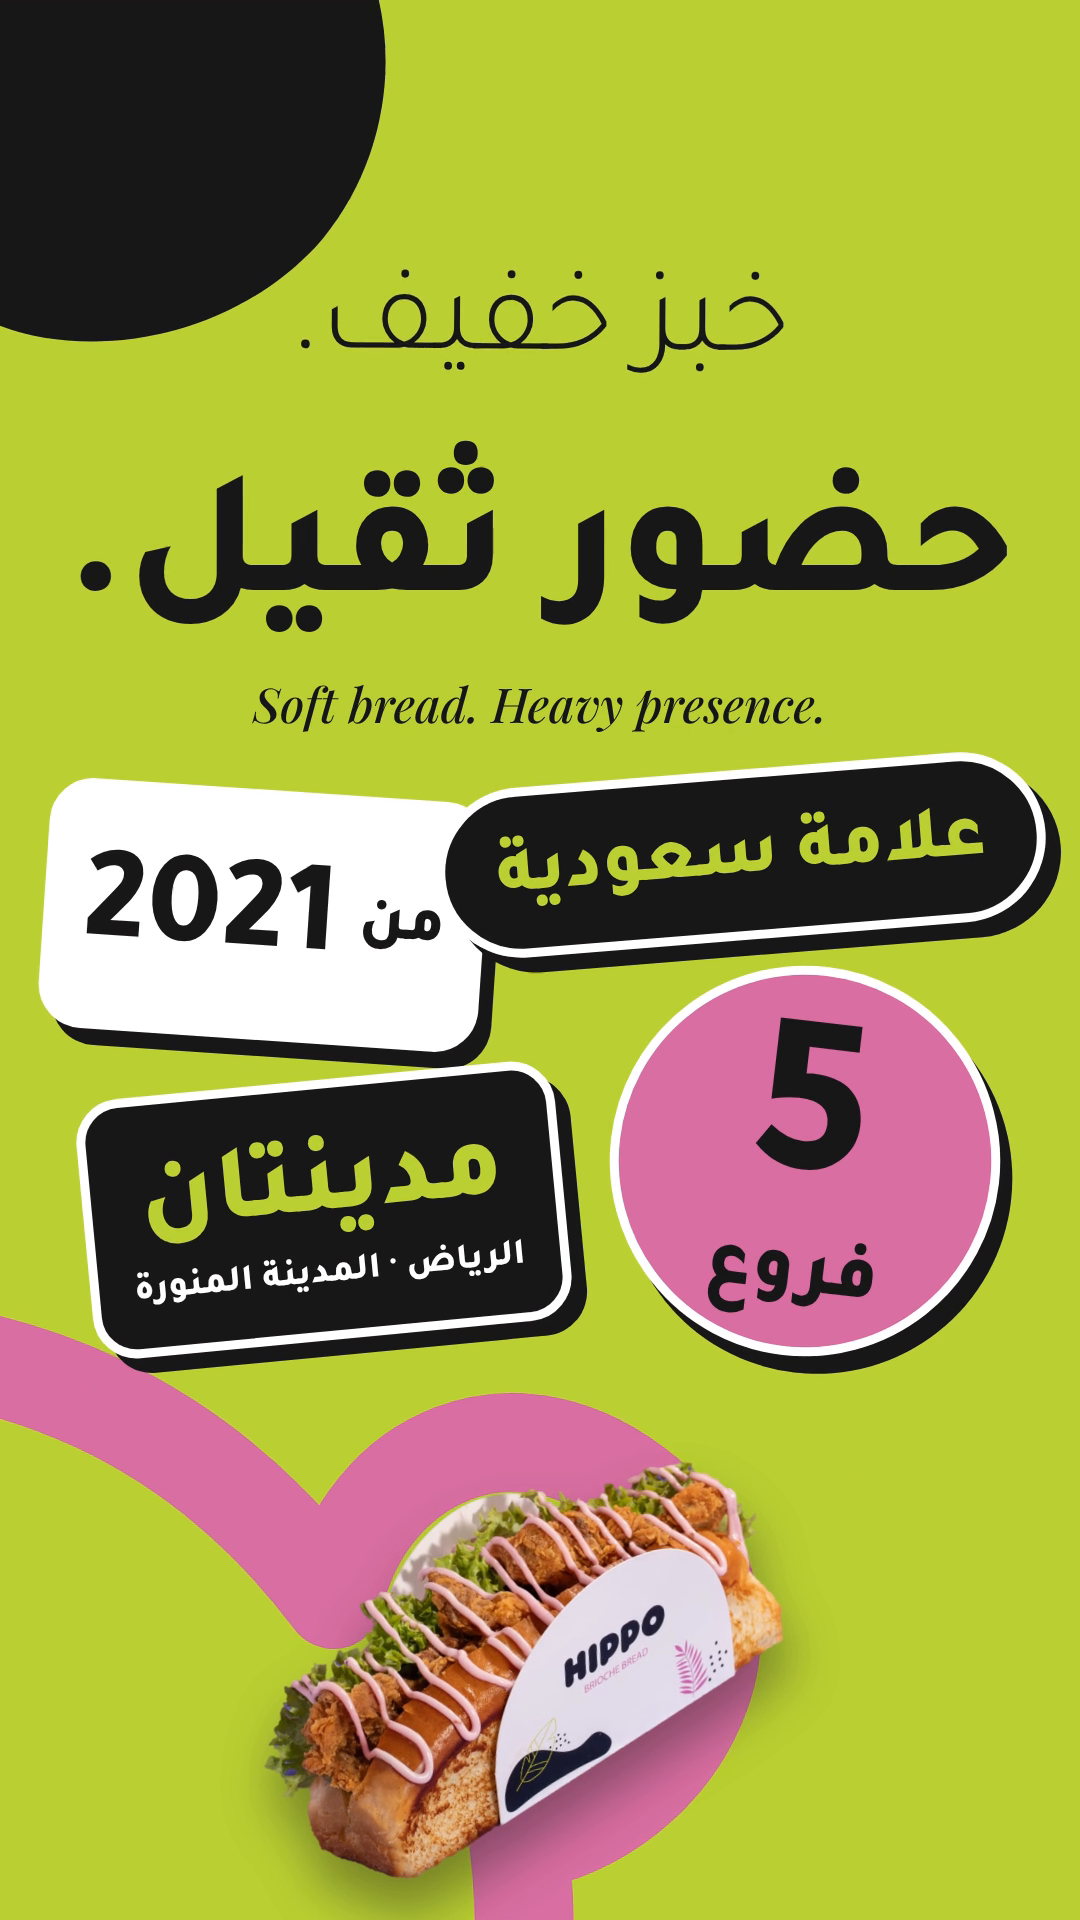 خبز خفيف.
حضور ثقيل.
Soft bread. Heavy presence.
علامة سعودية
من 2021
5
فروع
مدينتان
الرياض · المدينة المنورة
HIPPO
BRIOCHE BREAD